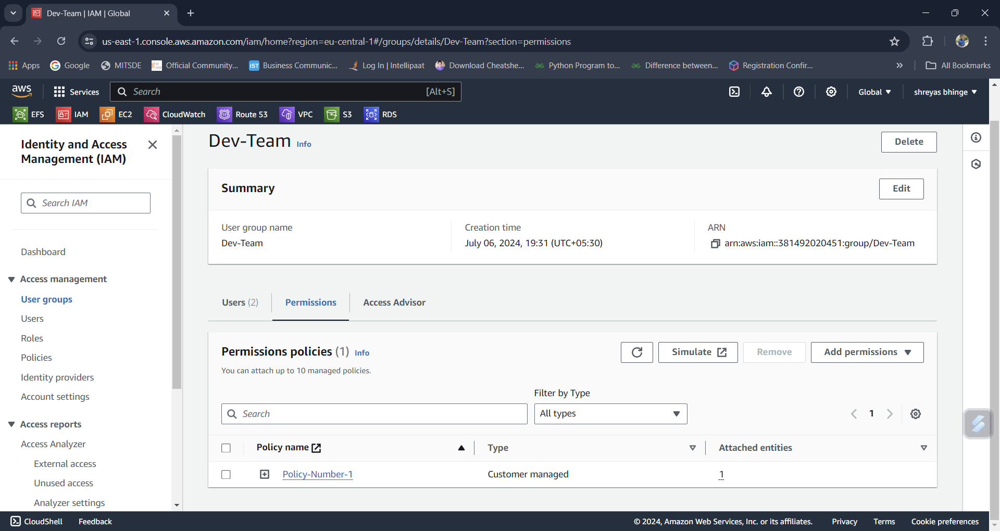 Dev-Team | IAM | Global
us-east-1.console.aws.amazon.com/iam/home?region=eu-central-1#/groups/details/Dev-Team?section=permissions
Apps Google MITSDE Official Community... IST Business Communic... Log In | Intellipaat Download Cheatshe... Python Program to... Difference between... Registration Confir... » All Bookmarks
aws Services Search [Alt+S] Global shreyas bhinge
EFS IAM EC2 CloudWatch Route 53 VPC S3 RDS
Identity and Access
Management (IAM)
Search IAM
Dashboard
Access management
User groups
Users
Roles
Policies
Identity providers
Account settings
Access reports
Access Analyzer
External access
Unused access
Analyzer settings
Dev-Team Info
Delete
Summary
Edit
User group name
Dev-Team
Creation time
July 06, 2024, 19:31 (UTC+05:30)
ARN
arn:aws:iam::381492020451:group/Dev-Team
Users (2) Permissions Access Advisor
Permissions policies (1) Info
Simulate Remove Add permissions
You can attach up to 10 managed policies.
Filter by Type
Search All types 1
Policy name Type Attached entities
Policy-Number-1 Customer managed 1
CloudShell Feedback © 2024, Amazon Web Services, Inc. or its affiliates. Privacy Terms Cookie preferences